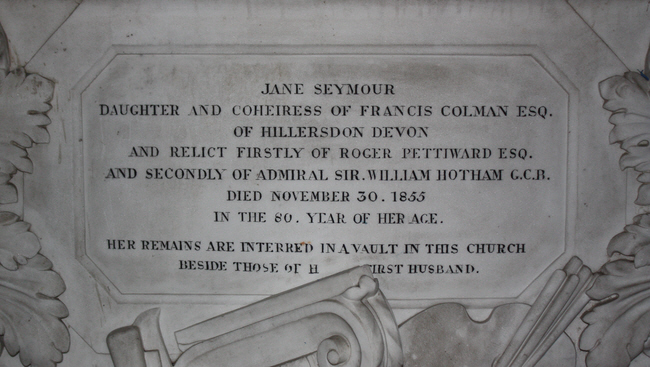 JANE SEYMOUR
DAUGHTER AND COHEIRESS OF FRANCIS COLMAN ESQ.
OF HILLERSDON DEVON
AND RELICT FIRSTLY OF ROGER PETTIWARD ESQ.
AND SECONDLY OF ADMIRAL SIR. WILLIAM HOTHAM G.C.B.
DIED NOVEMBER 30. 1855
IN THE 80. YEAR OF HER AGE.
HER REMAINS ARE INTERRED IN A VAULT IN THIS CHURCH
BESIDE THOSE OF HUSBAND.